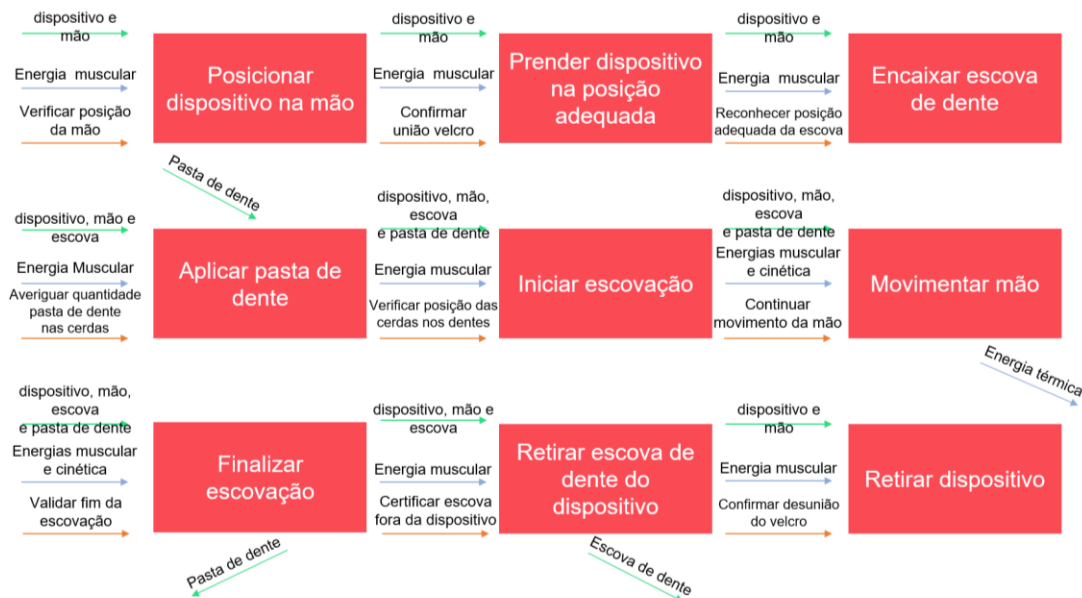 dispositivo e
mão
Energia muscular
Verificar posição
da mão
Posicionar
dispositivo na mão
dispositivo e
mão
Energia muscular
Confirmar
união velcro
Prender dispositivo
na posição
adequada
dispositivo e
mão
Energia muscular
Reconhecer posição
adequada da escova
Encaixar escova
de dente
Pasta de dente
dispositivo, mão e
escova
Energia Muscular
Averiguar quantidade
pasta de dente
nas cerdas
Aplicar pasta de
dente
dispositivo, mão,
escova
e pasta de dente
Energia muscular
Verificar posição das
cerdas nos dentes
Iniciar escovação
dispositivo, mão,
escova
e pasta de dente
Energias muscular
e cinética
Continuar
movimento da mão
Movimentar mão
Energia térmica
dispositivo, mão,
escova
e pasta de dente
Energias muscular
e cinética
Validar fim da
escovação
Finalizar
escovação
dispositivo, mão e
escova
Energia muscular
Certificar escova
fora da dispositivo
Retirar escova de
dente do
dispositivo
dispositivo e
mão
Energia muscular
Confirmar desunião
do velcro
Retirar dispositivo
Pasta de dente
Escova de dente